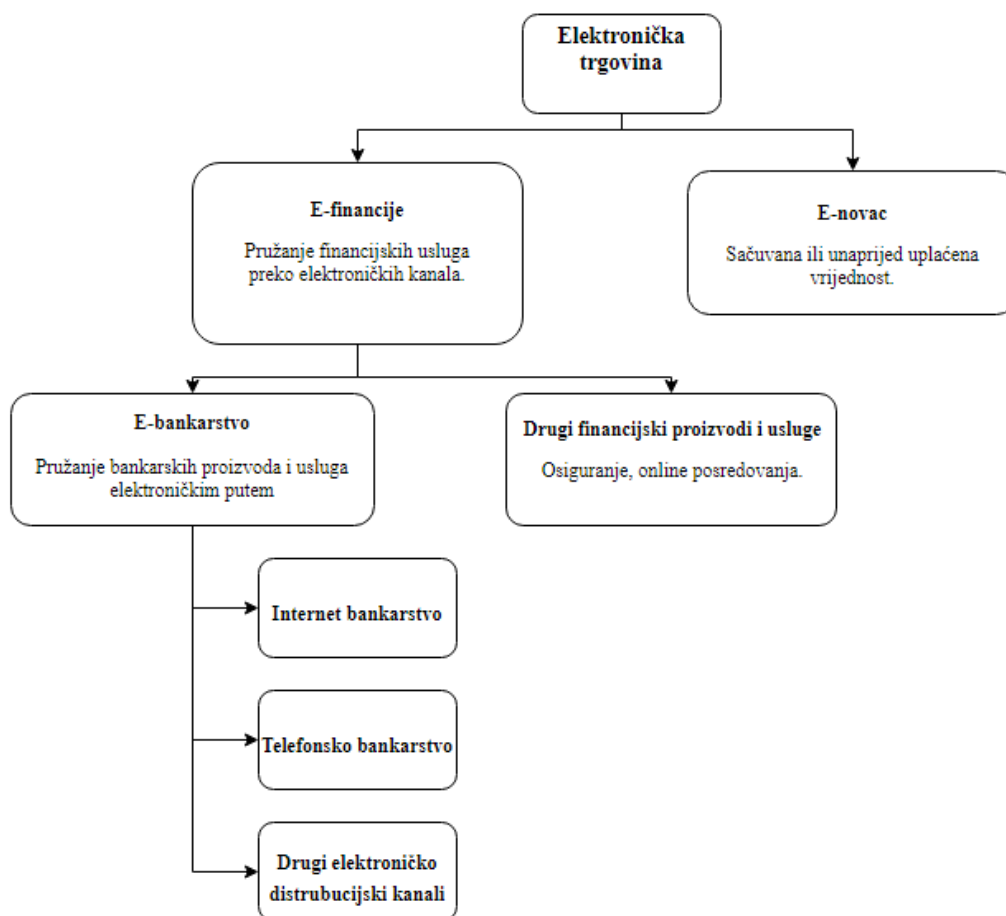 Elektronička
trgovina
E-financije
Pružanje financijskih usluga
preko elektroničkih kanala.
E-novac
Sačuvana ili unaprijed uplaćena
vrijednost.
E-bankarstvo
Pružanje bankarskih proizvoda i usluga
elektroničkim putem
Drugi financijski proizvodi i usluge
Osiguranje, online posredovanja.
Internet bankarstvo
Telefonsko bankarstvo
Drugi elektroničko
distrubucijski kanali